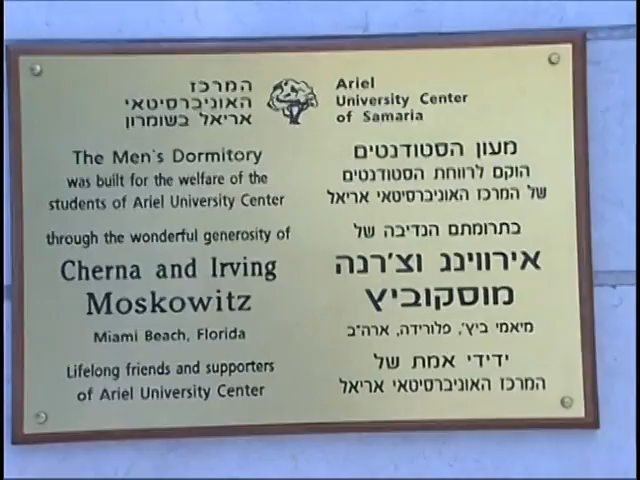 המרכז
האוניברסיטאי
אריאל בשומרון
Ariel
University Center
of Samaria
The Men's Dormitory
was built for the welfare of the
students of Ariel University Center
through the wonderful generosity of
Cherna and Irving
Moskowitz
Miami Beach, Florida
Lifelong friends and supporters
of Ariel University Center
מעון הסטודנטים
הוקם לרווחת הסטודנטים
של המרכז האוניברסיטאי אריאל
בתרומתם הנדיבה של
אירווינג וצ'רנה
מוסקוביץ
מיאמי ביץ', פלורידה, ארה"ב
ידידי אמת של
המרכז האוניברסיטאי אריאל